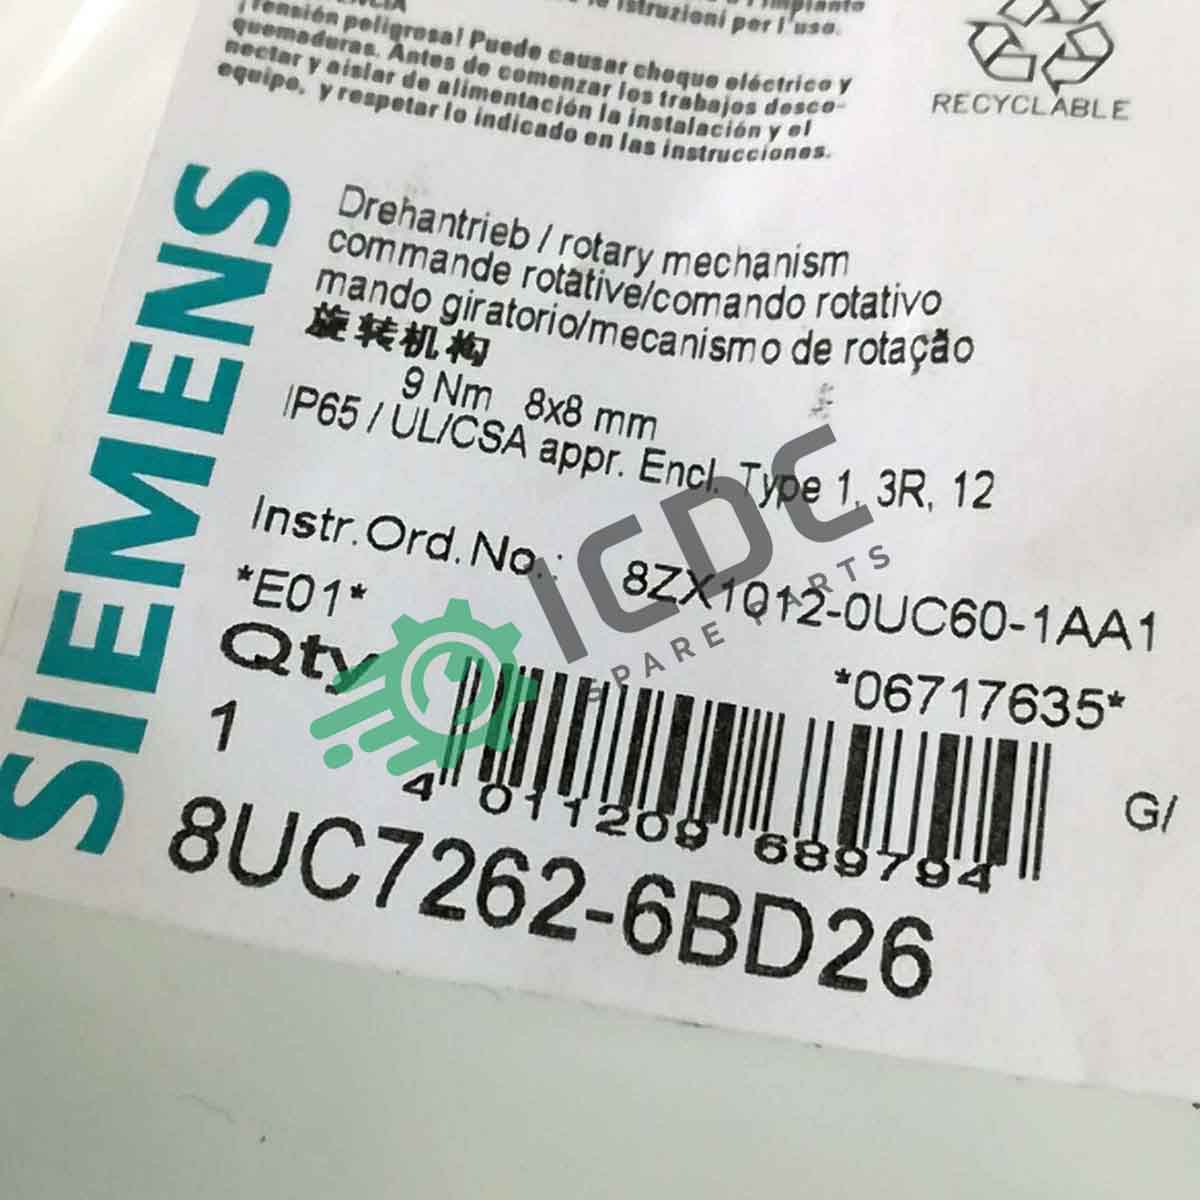 istruzioni per l'uso.
¡Tensión peligrosa! Puede causar choque eléctrico y
quemaduras. Antes de comenzar los trabajos desco-
nectar y aislar de alimentación la instalación y el
equipo, y respetar lo indicado en las instrucciones.
RECYCLABLE
SIEMENS
Drehantrieb / rotary mechanism
commande rotative/comando rotativo
mando giratorio/mecanismo de rotação
旋转机构
9 Nm 8x8 mm
IP65 / UL/CSA appr. Encl. Type 1, 3R, 12
Instr.Ord.No.: 8ZX1012-0UC60-1AA1
*E01* *06717635*
Qty
1
4 011209 689794
G/
8UC7262-6BD26
ICDC
SPARE PARTS